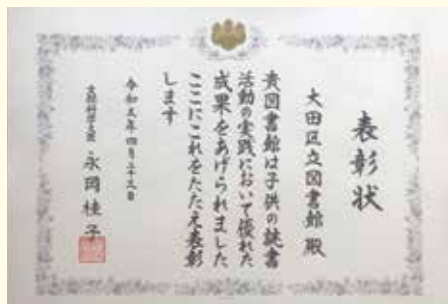 表彰状
大田区立図書館 殿
貴図書館は子供の読書
活動の実践において優れた
成果をあげられました
ここにこれをたたえ表彰
します
令和五年四月二十三日
文部科学大臣 永岡桂子